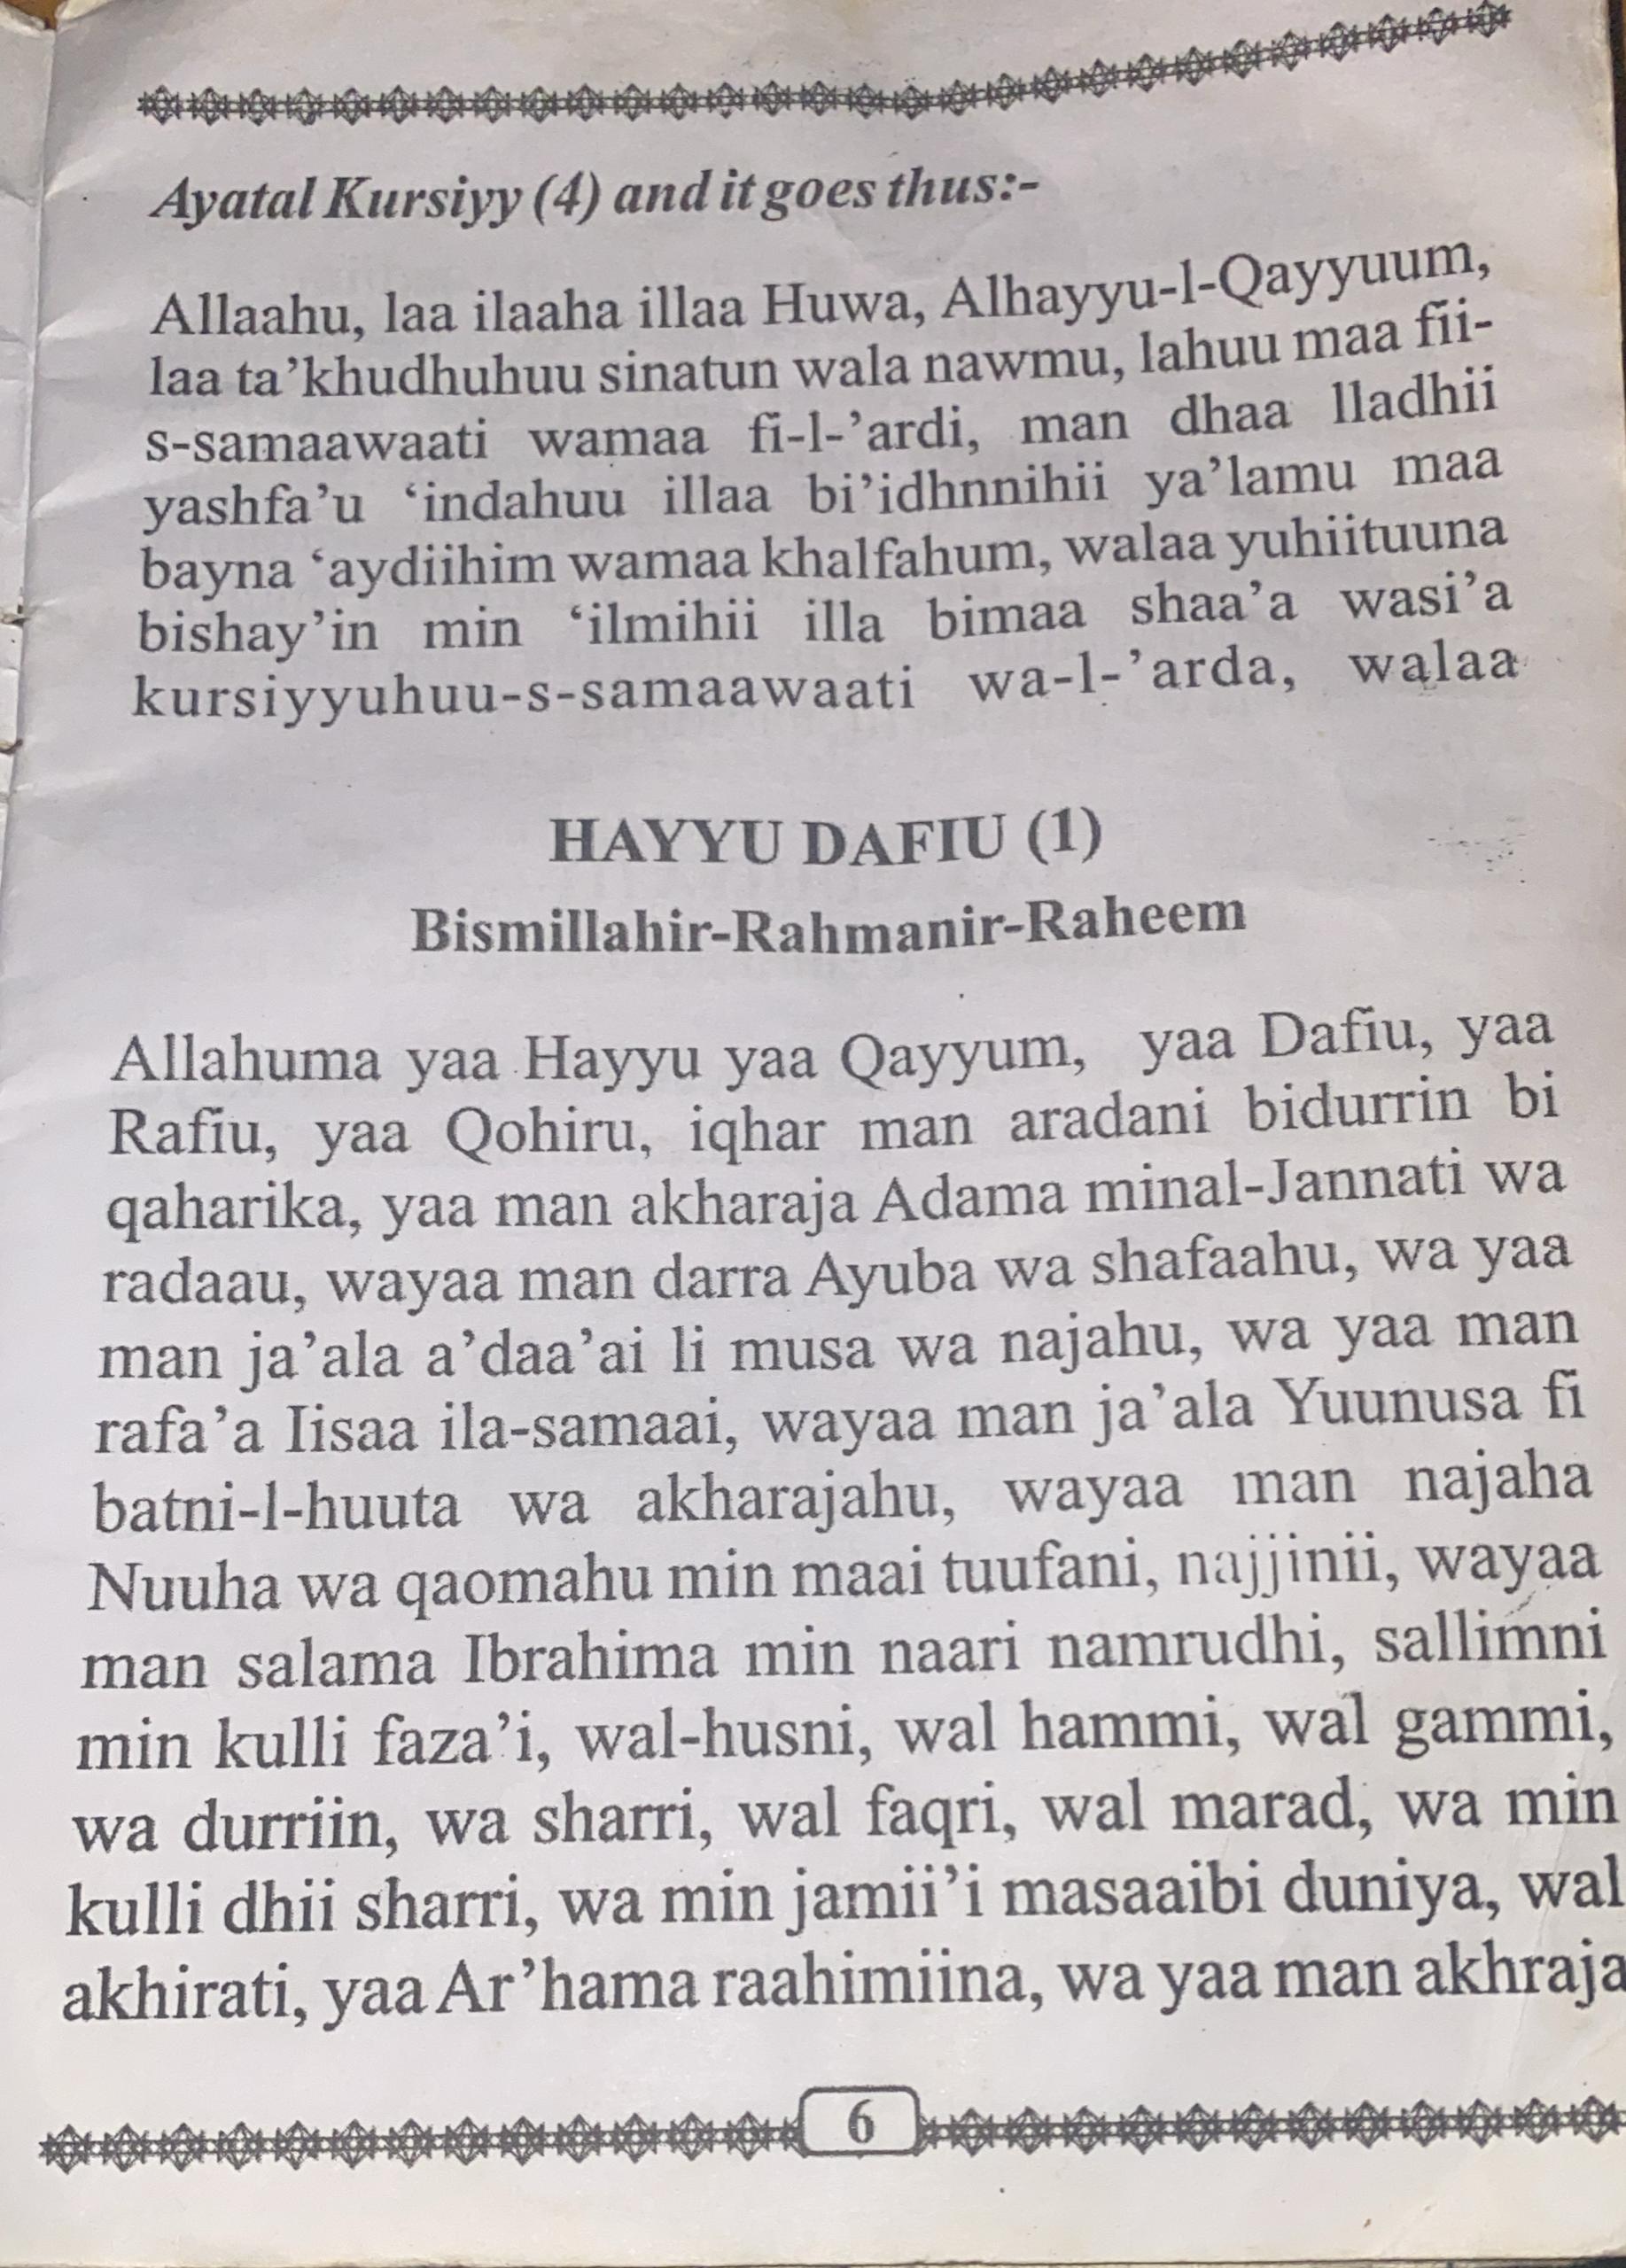 Ayatal Kursiyy (4) and it goes thus:-
Allaahu, laa ilaaha illaa Huwa, Alhayyu-l-Qayyuum,
laa ta’khudhuhuu sinatun wala nawmu, lahuu maa fii-
s-samaawaati wamaa fi-l-’ardi, man dhaa lladhii
yashfa’u ‘indahuu illaa bi’idhnnihii ya’lamu maa
bayna ‘aydiihim wamaa khalfahum, walaa yuhiituuna
bishay’in min ‘ilmihii illa bimaa shaa’a wasi’a
kursiyyuhuu-s-samaawaati wa-l-’arda, walaa
HAYYU DAFIU (1)
Bismillahir-Rahmanir-Raheem
Allahuma yaa Hayyu yaa Qayyum, yaa Dafiu, yaa
Rafiu, yaa Qohiru, iqhar man aradani bidurrin bi
qaharika, yaa man akharaja Adama minal-Jannati wa
radaau, wayaa man darra Ayuba wa shafaahu, wa yaa
man ja’ala a’daa’ai li musa wa najahu, wa yaa man
rafa’a Iisaa ila-samaai, wayaa man ja’ala Yuunusa fi
batni-l-huuta wa akharajahu, wayaa man najaha
Nuuha wa qaomahu min maai tuufani, najjinii, wayaa
man salama Ibrahima min naari namrudhi, sallimni
min kulli faza’i, wal-husni, wal hammi, wal gammi,
wa durriin, wa sharri, wal faqri, wal marad, wa min
kulli dhii sharri, wa min jamii’i masaaibi duniya, wal
akhirati, yaa Ar’hama raahimiina, wa yaa man akhraja
6